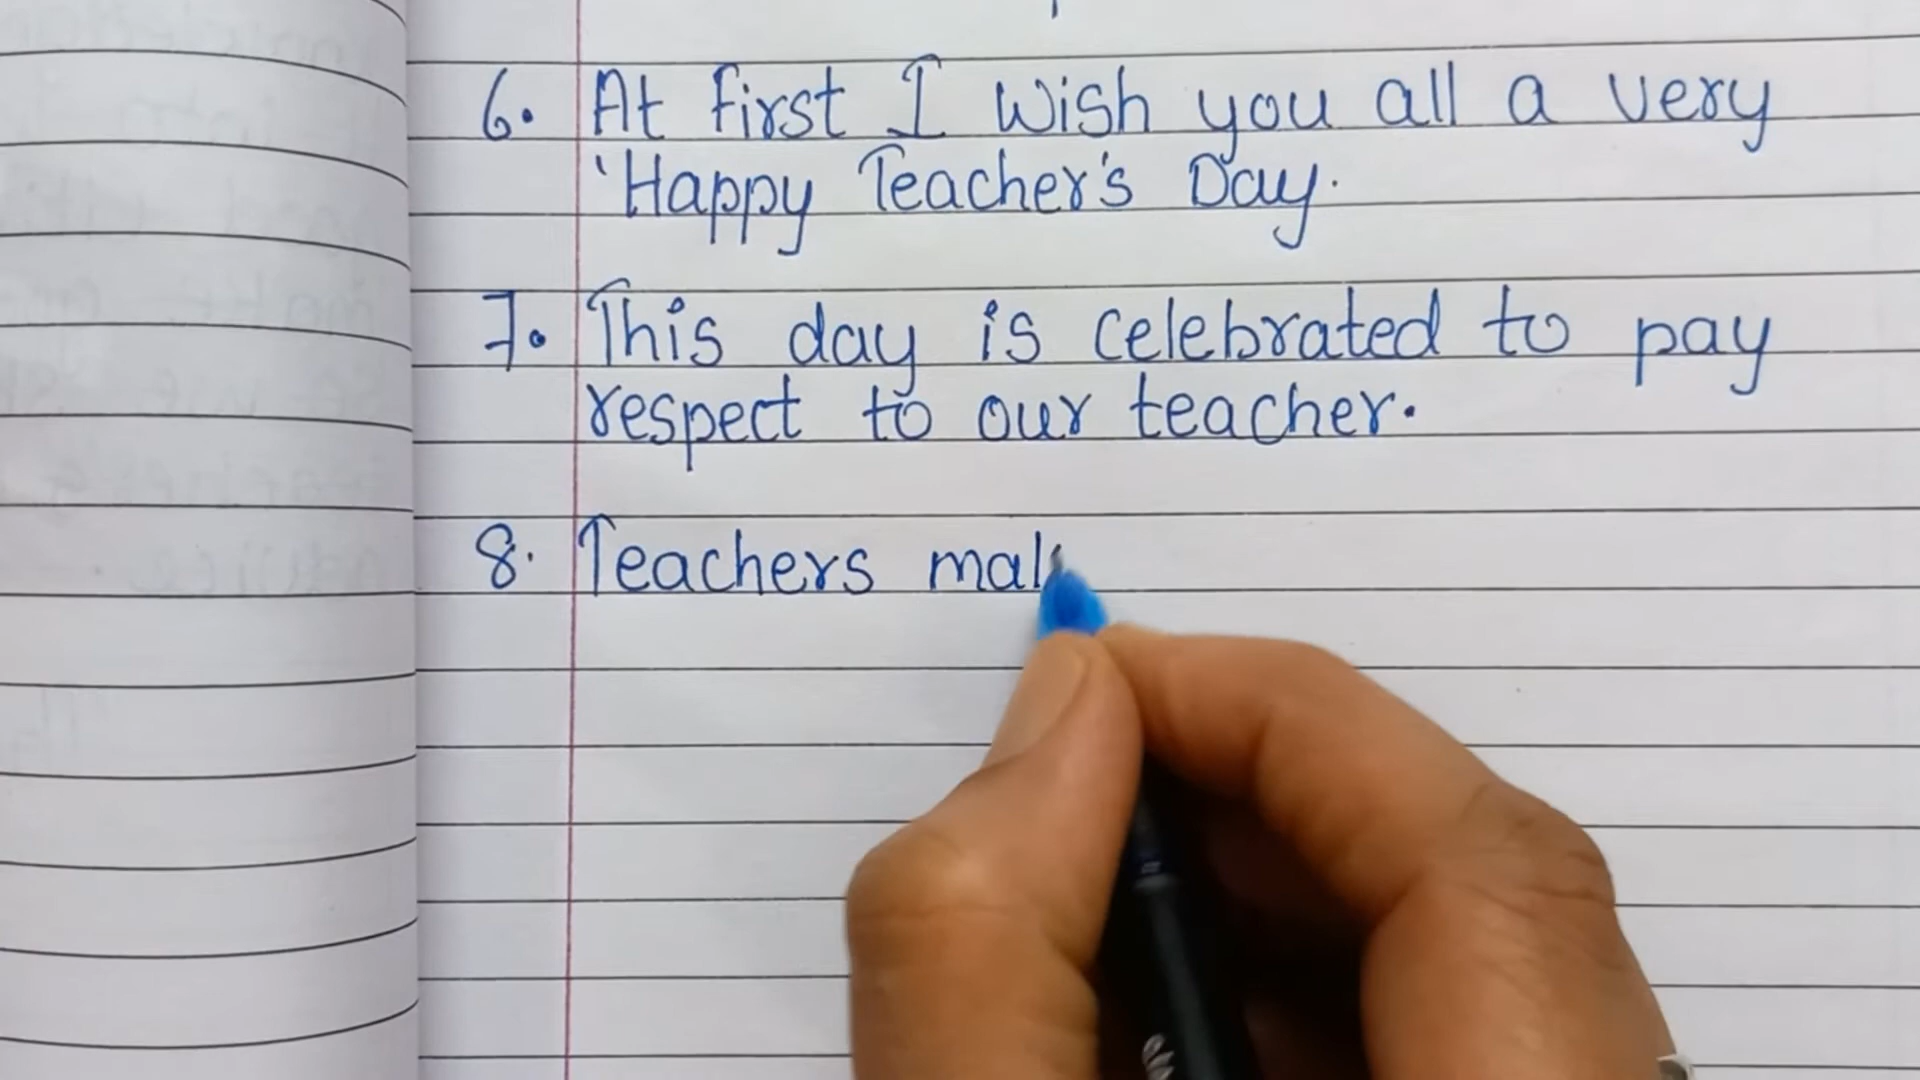 6. At first I wish you all a very
'Happy Teacher's Day.
7. This day is celebrated to pay
respect to our teacher.
8. Teachers